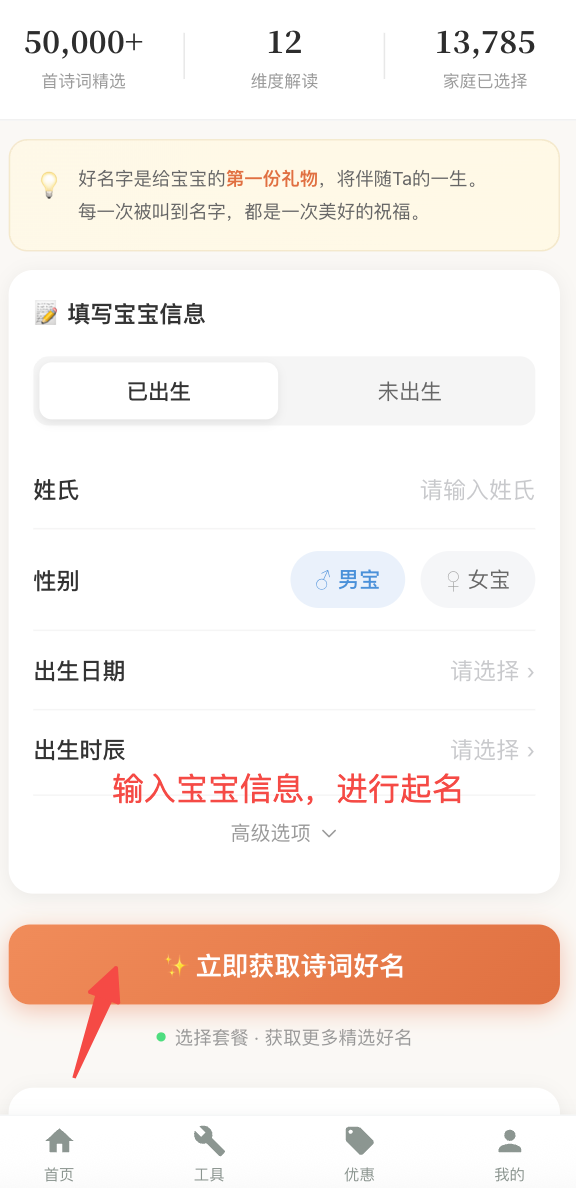 50,000+ 12 13,785
首诗词精选 维度解读 家庭已选择
好名字是给宝宝的第一份礼物，将伴随Ta的一生。
每一次被叫到名字，都是一次美好的祝福。
填写宝宝信息
已出生 未出生
姓氏 请输入姓氏
性别 ♂ 男宝 ♀ 女宝
出生日期 请选择 ›
出生时辰 请选择 ›
输入宝宝信息，进行起名
高级选项
✨ 立即获取诗词好名
选择套餐 · 获取更多精选好名
首页 工具 优惠 我的